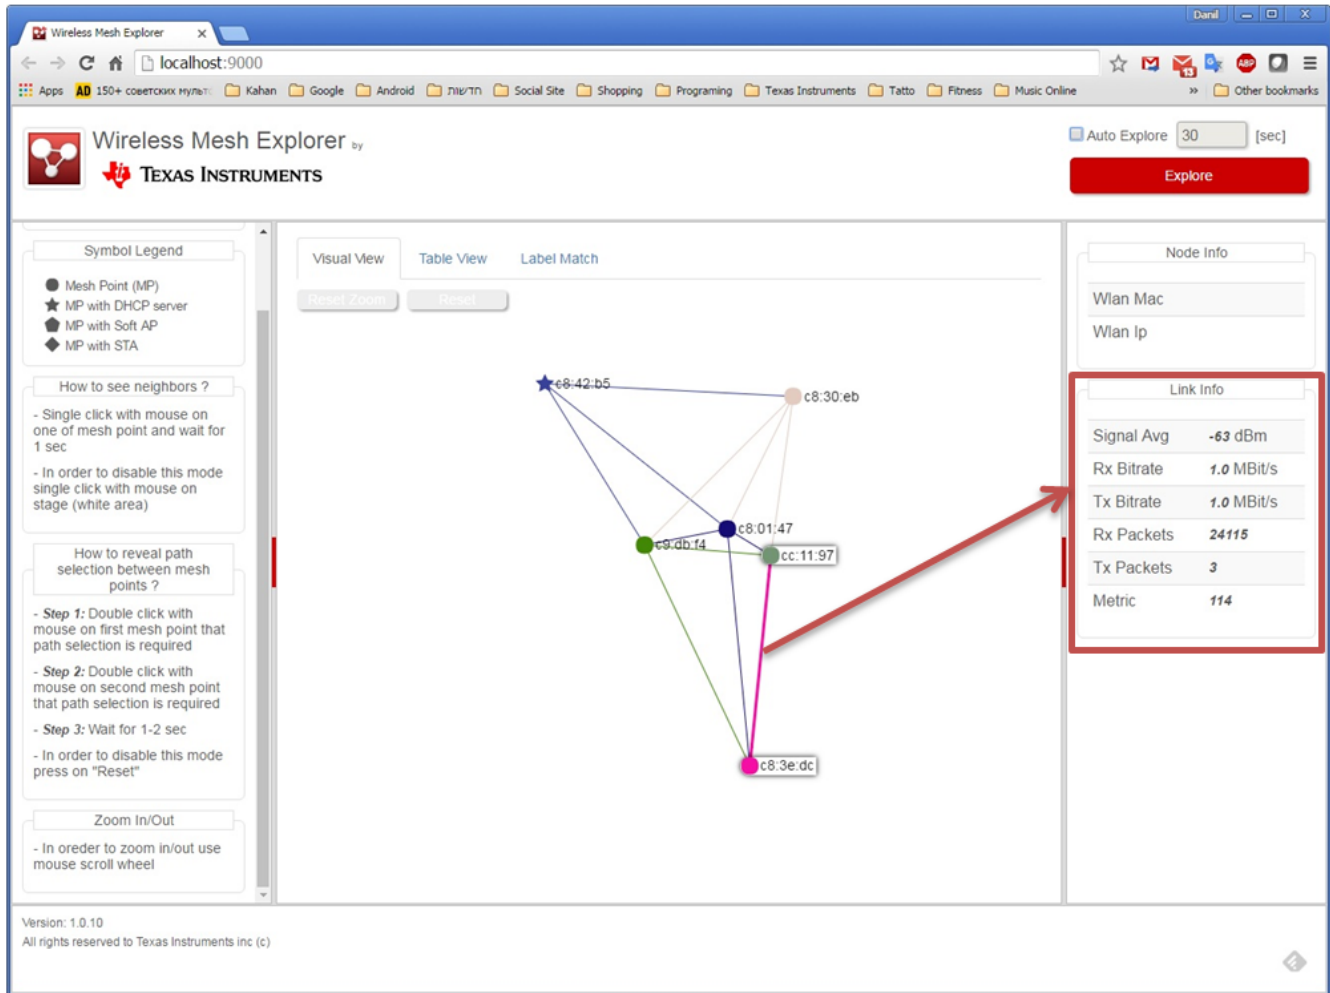 Danil
Wireless Mesh Explorer
localhost:9000
ABP
13
Apps
AD 150+ советских мульт
Kahan
Google
Android
חדשות
Social Site
Shopping
Programing
Texas Instruments
Tatto
Fitness
Music Online
»
Other bookmarks
Wireless Mesh Explorer by
TEXAS INSTRUMENTS
Auto Explore 30 [sec]
Explore
Symbol Legend
Mesh Point (MP)
MP with DHCP server
MP with Soft AP
MP with STA
How to see neighbors ?
- Single click with mouse on
one of mesh point and wait for
1 sec
- In order to disable this mode
single click with mouse on
stage (white area)
How to reveal path
selection between mesh
points ?
- Step 1: Double click with
mouse on first mesh point that
path selection is required
- Step 2: Double click with
mouse on second mesh point
that path selection is required
- Step 3: Wait for 1-2 sec
- In order to disable this mode
press on "Reset"
Zoom In/Out
- In oreder to zoom in/out use
mouse scroll wheel
Visual View
Table View
Label Match
Reset Zoom
Reset
c8:42:b5
c8:30:eb
c8:01:47
c9:db:f4
cc:11:97
c8:3e:dc
Node Info
Wlan Mac
Wlan Ip
Link Info
Signal Avg -63 dBm
Rx Bitrate 1.0 MBit/s
Tx Bitrate 1.0 MBit/s
Rx Packets 24115
Tx Packets 3
Metric 114
Version: 1.0.10
All rights reserved to Texas Instruments inc (c)